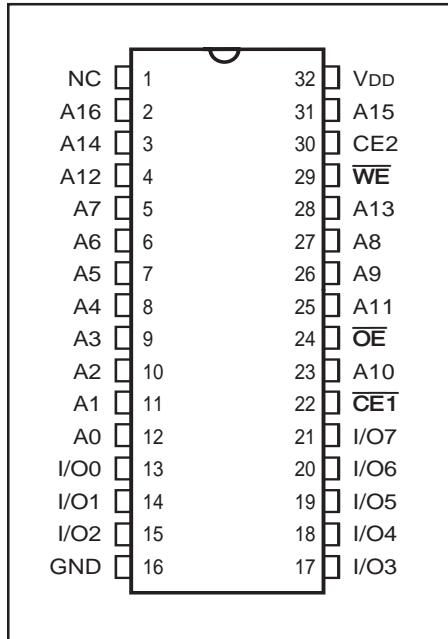 NC 1 32 VDD
A16 2 31 A15
A14 3 30 CE2
A12 4 29 W̅E̅
A7 5 28 A13
A6 6 27 A8
A5 7 26 A9
A4 8 25 A11
A3 9 24 O̅E̅
A2 10 23 A10
A1 11 22 C̅E̅1̅
A0 12 21 I/O7
I/O0 13 20 I/O6
I/O1 14 19 I/O5
I/O2 15 18 I/O4
GND 16 17 I/O3